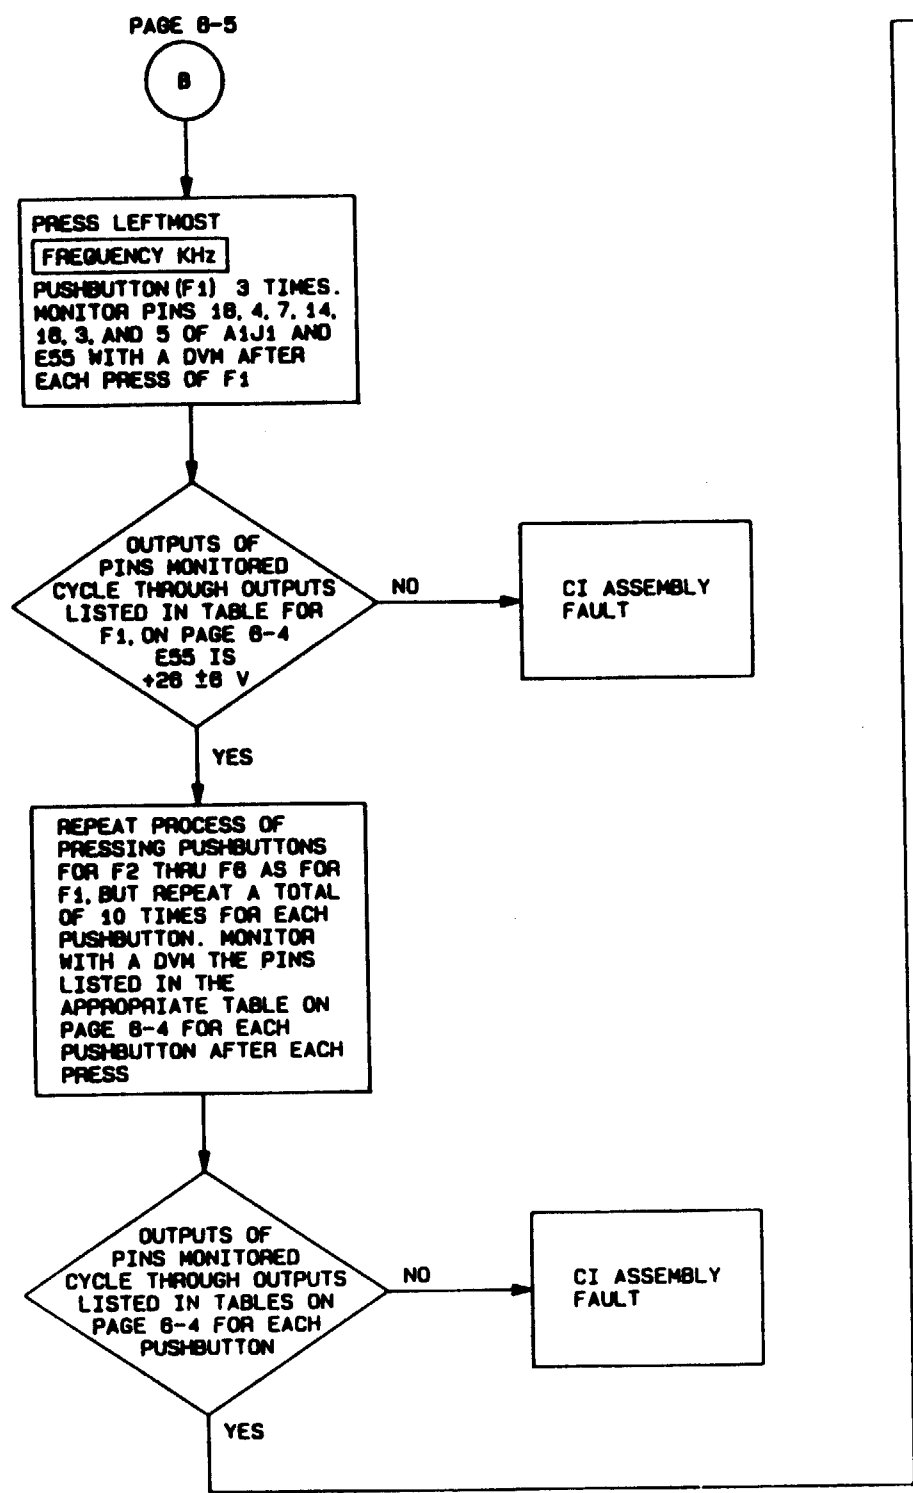 PAGE 6-5
B
PRESS LEFTMOST
FREQUENCY KHz
PUSHBUTTON (F1) 3 TIMES.
MONITOR PINS 16, 4, 7, 14,
16, 3, AND 5 OF A1J1 AND
E55 WITH A DVM AFTER
EACH PRESS OF F1
OUTPUTS OF
PINS MONITORED
CYCLE THROUGH OUTPUTS
LISTED IN TABLE FOR
F1, ON PAGE 6-4
E55 IS
+26 ±6 V
NO
CI ASSEMBLY
FAULT
YES
REPEAT PROCESS OF
PRESSING PUSHBUTTONS
FOR F2 THRU F6 AS FOR
F1, BUT REPEAT A TOTAL
OF 10 TIMES FOR EACH
PUSHBUTTON. MONITOR
WITH A DVM THE PINS
LISTED IN THE
APPROPRIATE TABLE ON
PAGE 6-4 FOR EACH
PUSHBUTTON AFTER EACH
PRESS
OUTPUTS OF
PINS MONITORED
CYCLE THROUGH OUTPUTS
LISTED IN TABLES ON
PAGE 6-4 FOR EACH
PUSHBUTTON
NO
CI ASSEMBLY
FAULT
YES